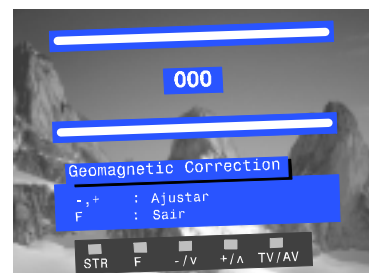 000
Geomagnetic Correction
-,+ : Ajustar
F : Sair
STR F -/v +/ʌ TV/AV